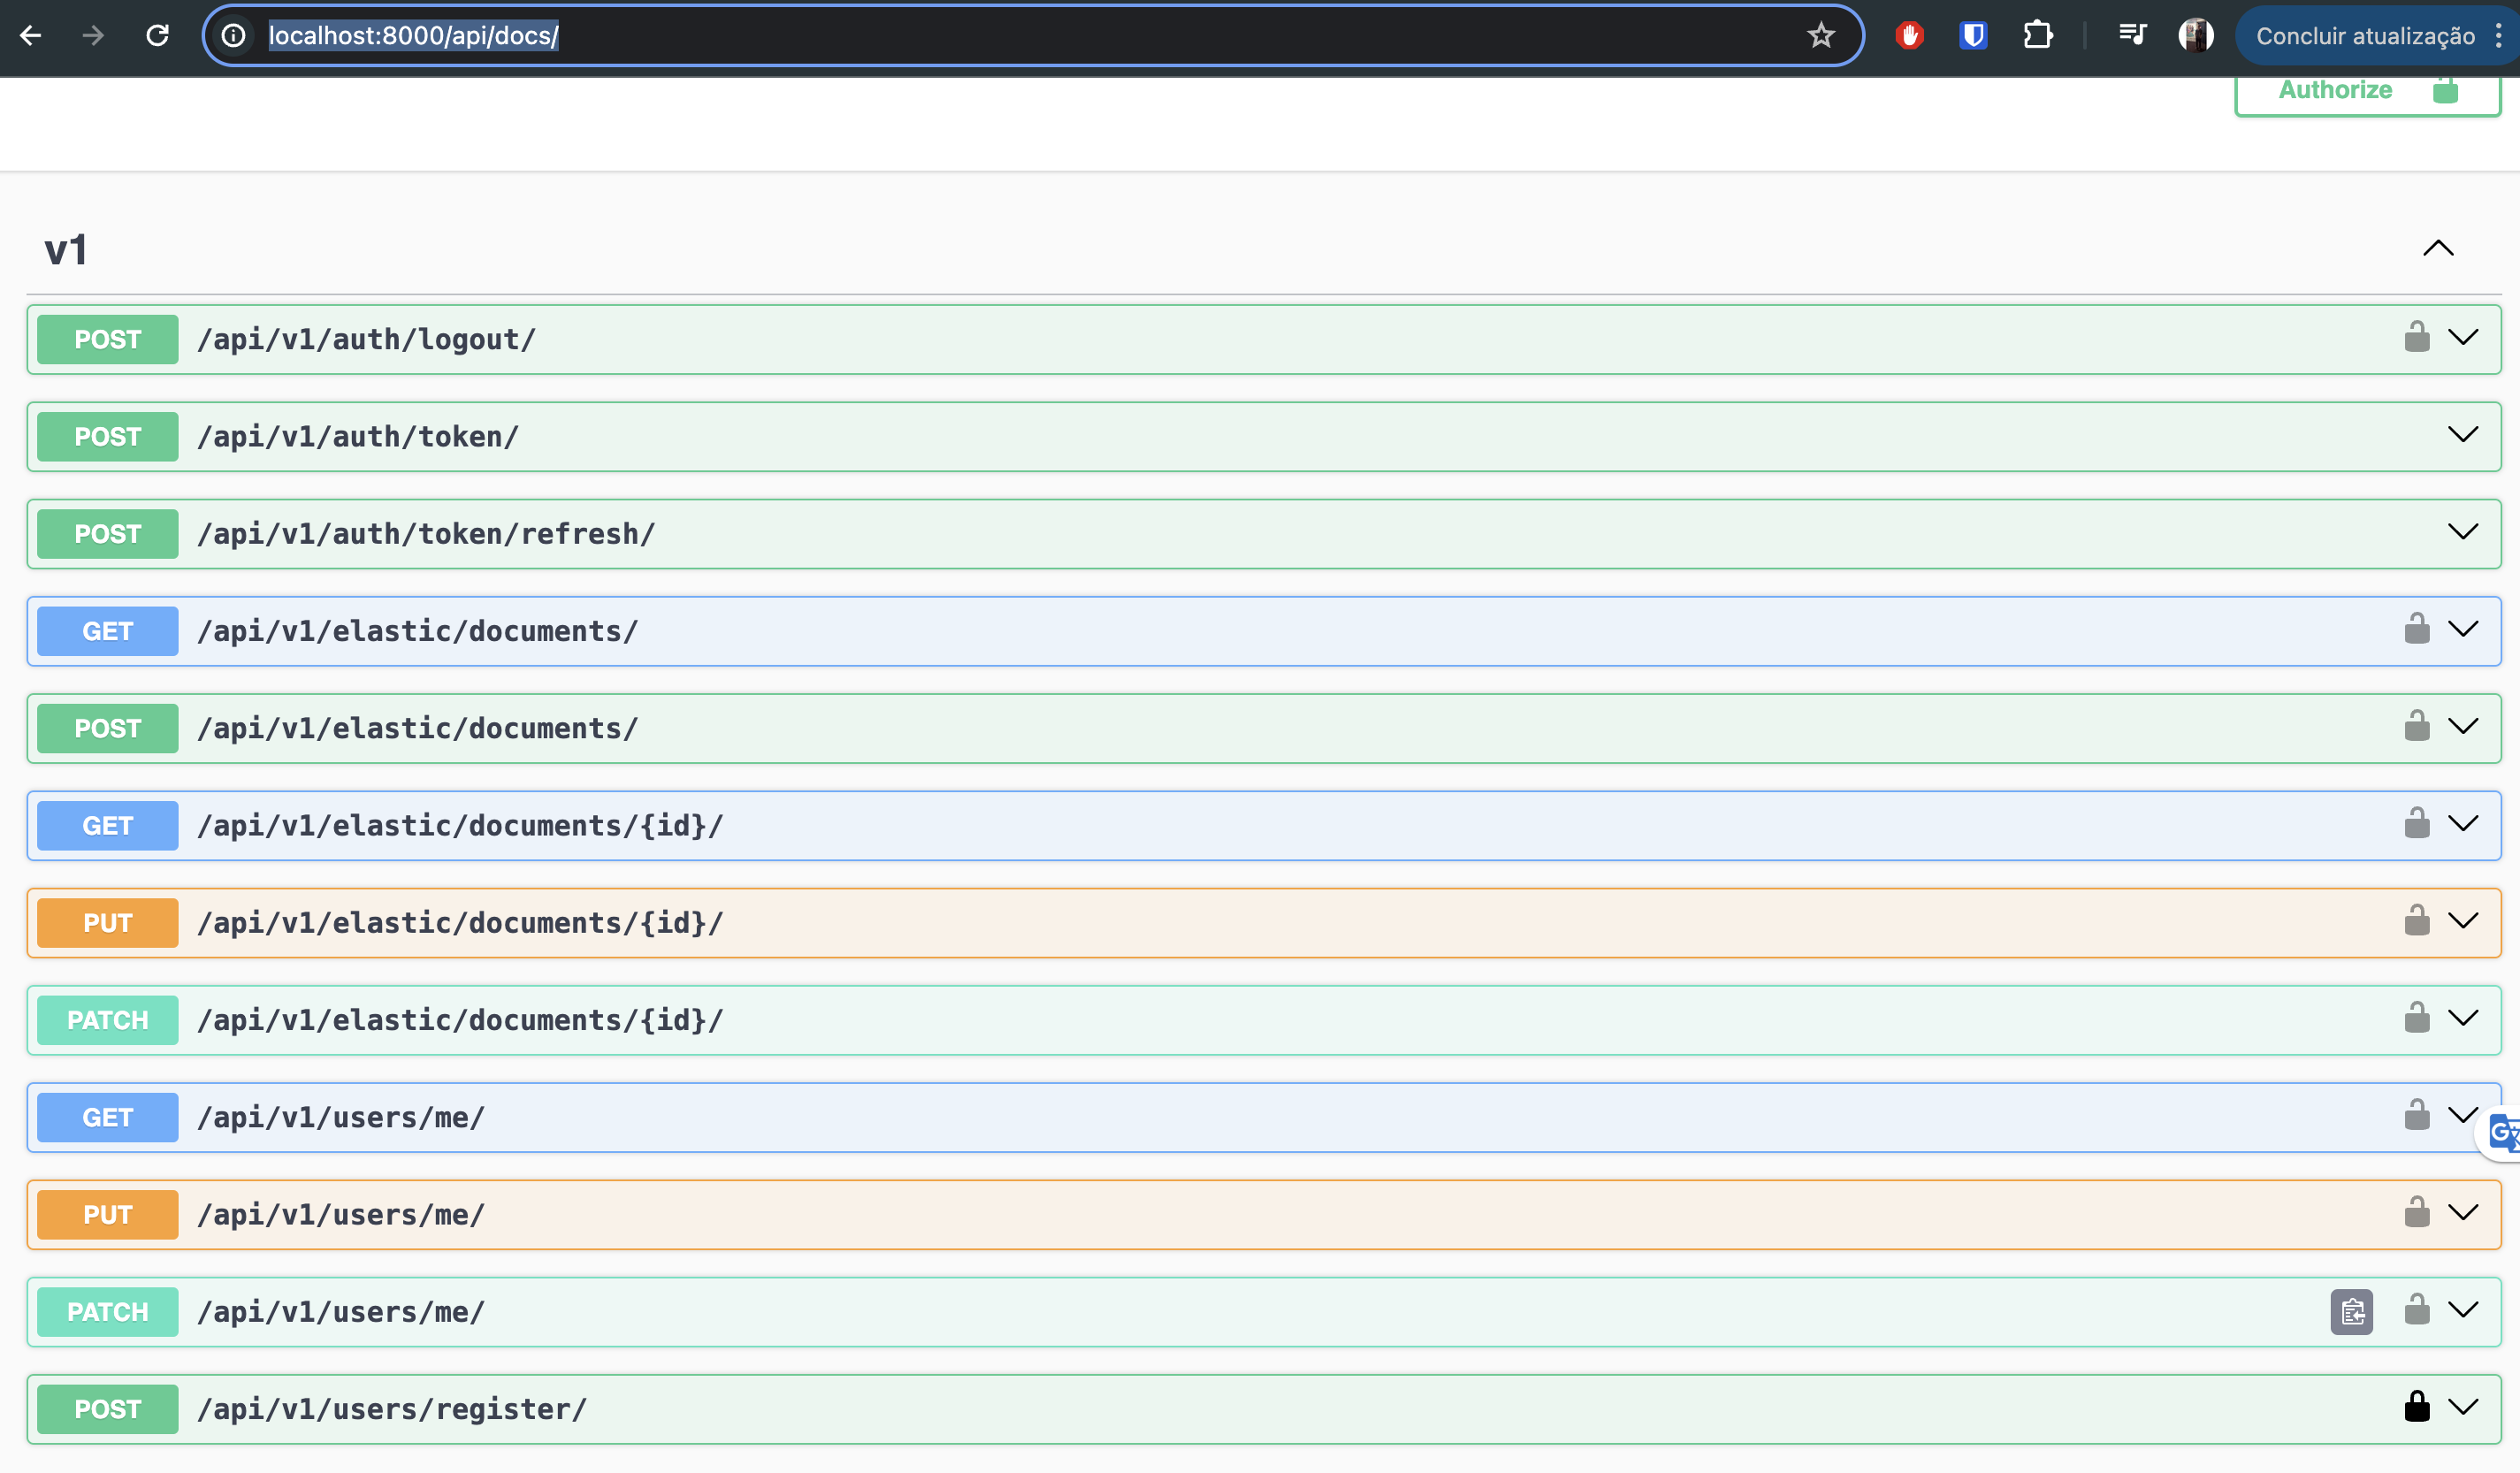 localhost:8000/api/docs/
Concluir atualização
Authorize
v1
POST /api/v1/auth/logout/
POST /api/v1/auth/token/
POST /api/v1/auth/token/refresh/
GET /api/v1/elastic/documents/
POST /api/v1/elastic/documents/
GET /api/v1/elastic/documents/{id}/
PUT /api/v1/elastic/documents/{id}/
PATCH /api/v1/elastic/documents/{id}/
GET /api/v1/users/me/
PUT /api/v1/users/me/
PATCH /api/v1/users/me/
POST /api/v1/users/register/